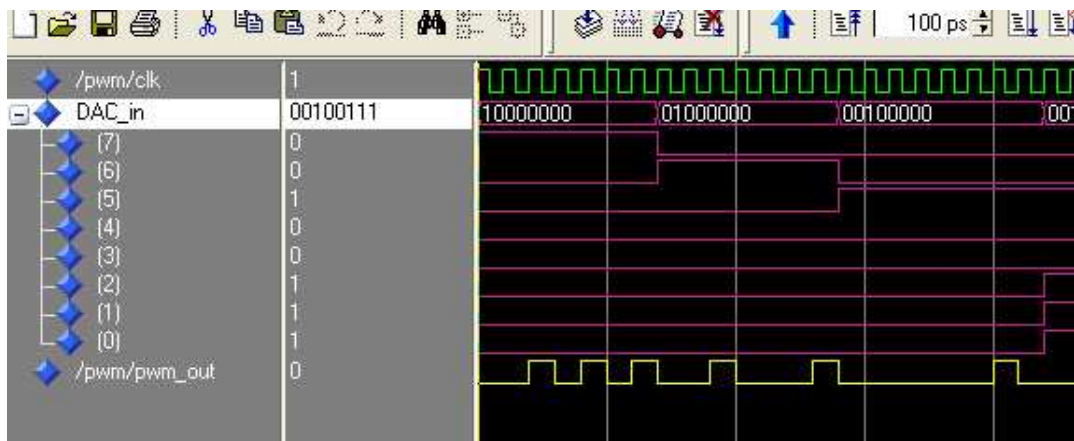 100 ps
/pwm/clk 1
DAC_in 00100111 10000000 01000000 00100000 001
(7) 0
(6) 0
(5) 1
(4) 0
(3) 0
(2) 1
(1) 1
(0) 1
/pwm/pwm_out 0